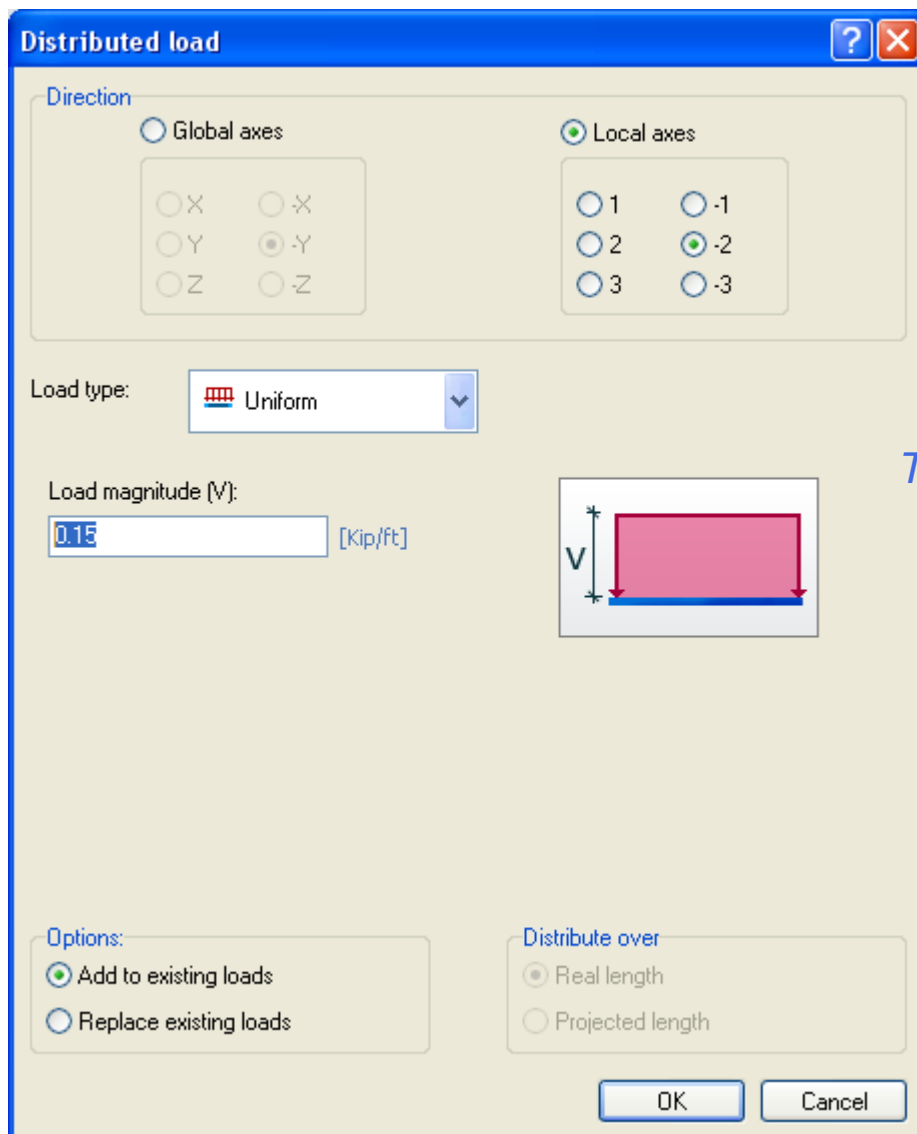 Distributed load
Direction
Global axes
Local axes
X -X
Y -Y
Z -Z
1 -1
2 -2
3 -3
Load type: Uniform
Load magnitude (V):
0.15 [Kip/ft]
V
T
Options:
Add to existing loads
Replace existing loads
Distribute over
Real length
Projected length
OK Cancel